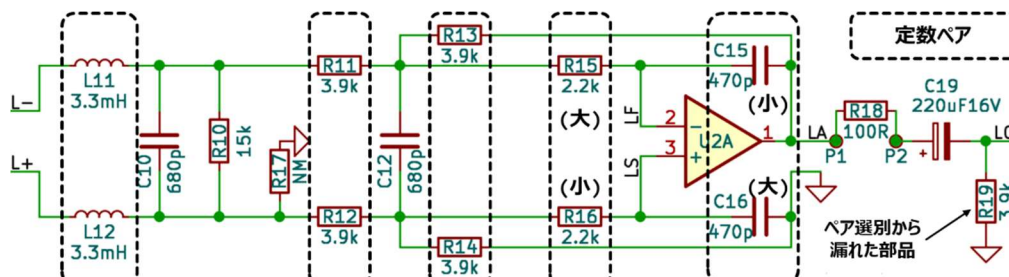 R13
3.9k
C15
470p
定数ペア
L11
3.3mH
R11
3.9k
R15
2.2k
C19
220uF16V
L-
C10
680p
R10
15k
R17
NM
C12
680p
(大)
(小)
LF
2
-
U2A
1
LA
R18
100R
P1
P2
+
L+
LS
3
+
(小)
(大)
C16
470p
L12
3.3mH
R12
3.9k
R16
2.2k
R14
3.9k
R19
3.9k
ペア選別から
漏れた部品